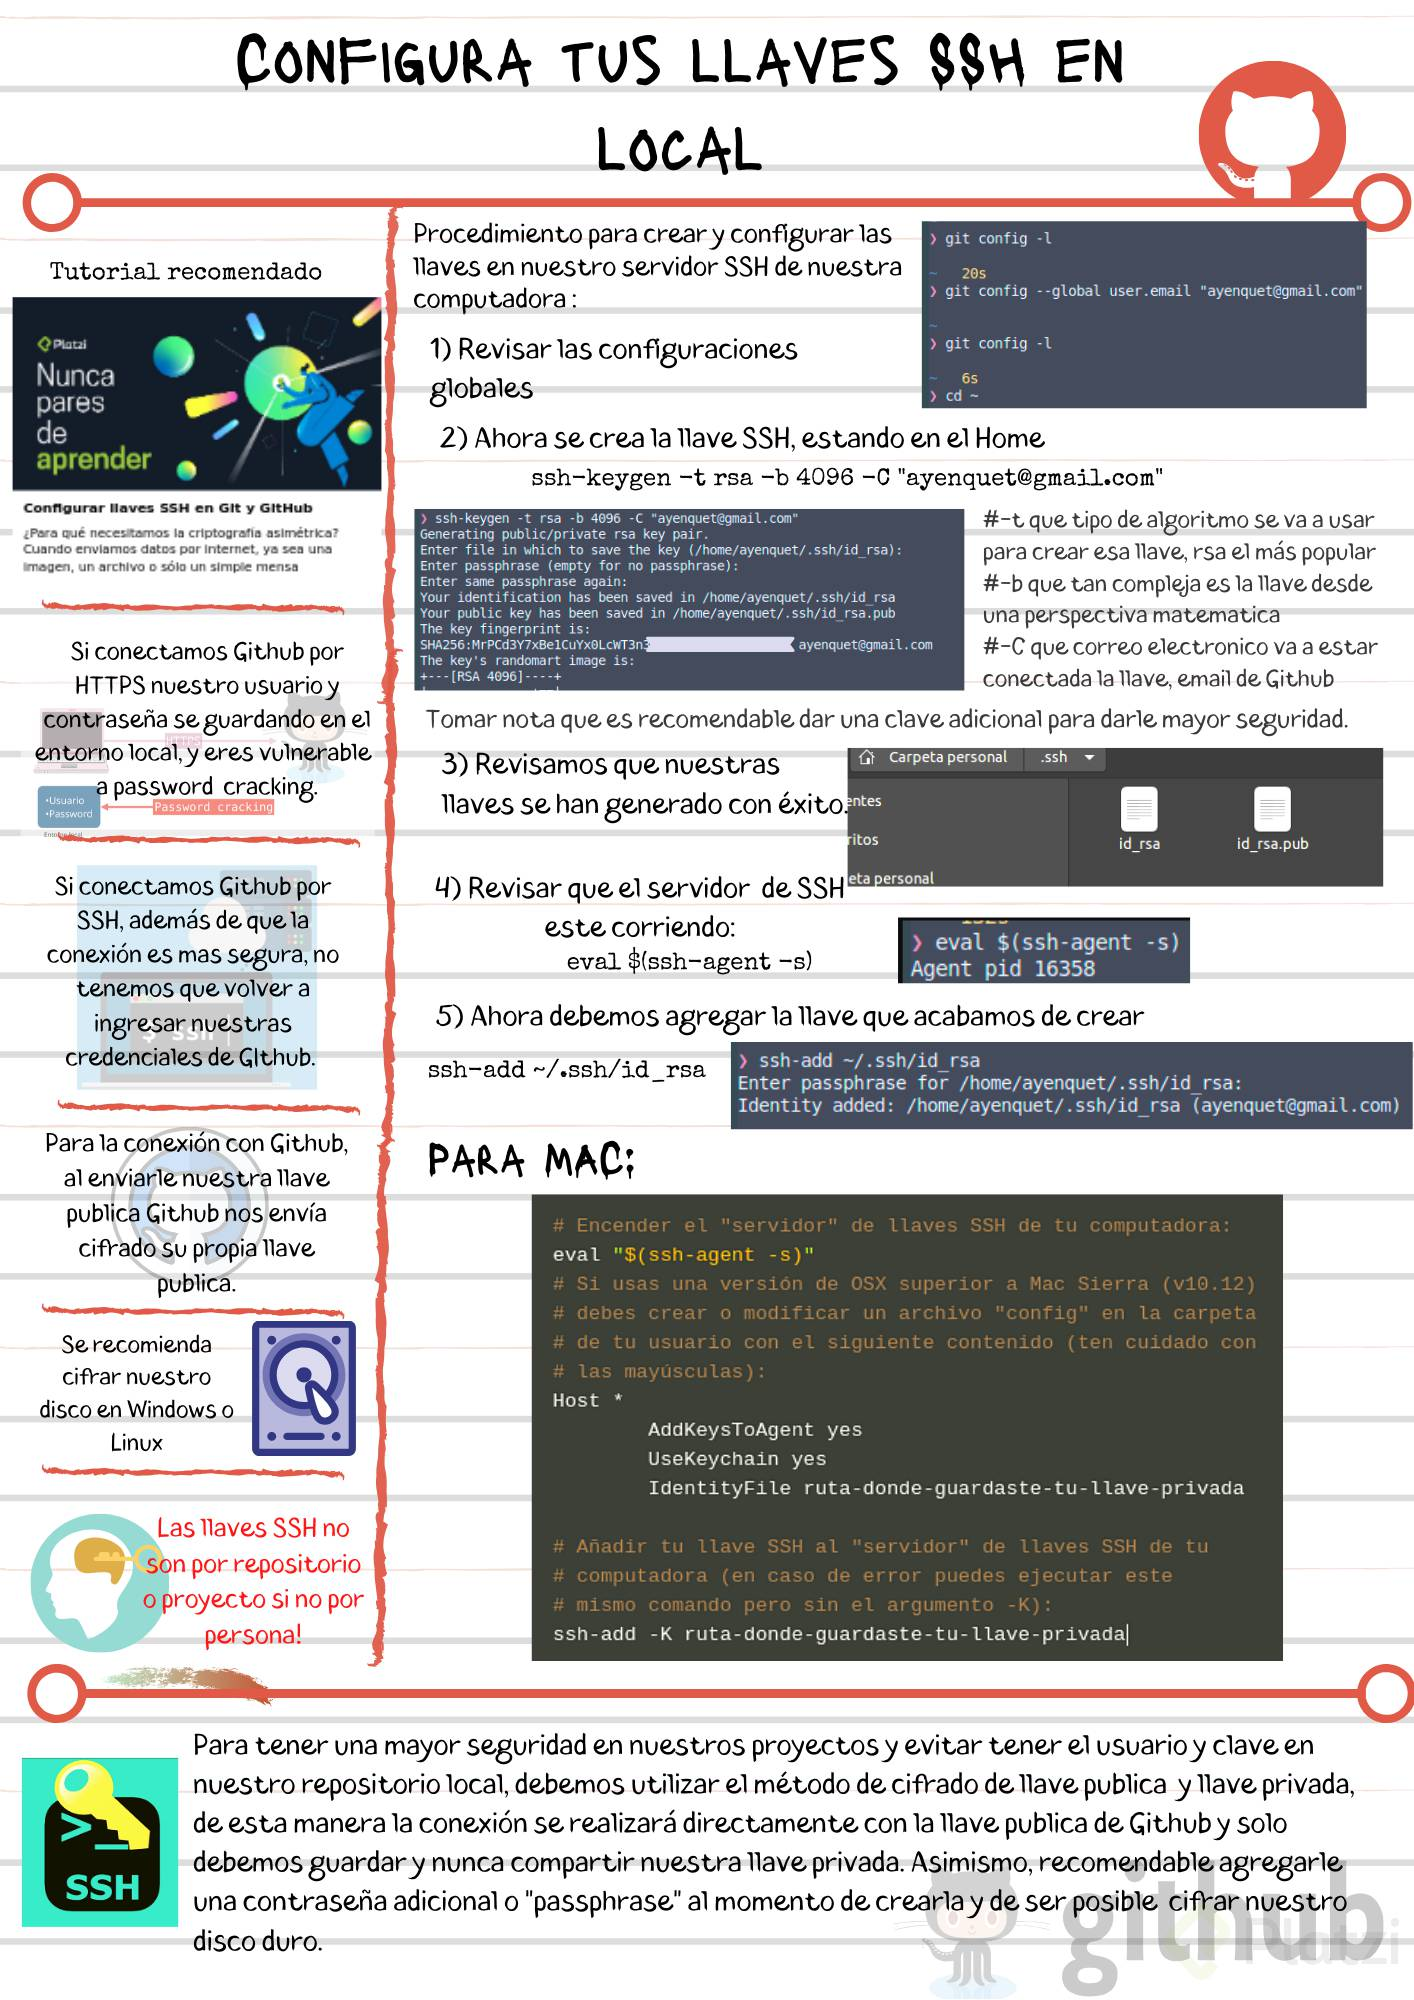 CONFIGURA TUS LLAVES $$H EN
LOCAL
Tutorial recomendado
Platzi
Nunca
pares
de
aprender
Configurar llaves SSH en Git y GitHub
¿Para qué necesitamos la criptografía asimétrica?
Cuando enviamos datos por internet, ya sea una
imagen, un archivo o sólo un simple mensa
Si conectamos Github por
HTTPS nuestro usuario y
contraseña se guardando en el
entorno local, y eres vulnerable
a password cracking.
HTTPS
•Usuario
•Password
Password cracking
Entorno local
Si conectamos Github por
SSH, además de que la
conexión es mas segura, no
tenemos que volver a
ingresar nuestras
credenciales de GIthub.
$ ssh
Para la conexión con Github,
al enviarle nuestra llave
publica Github nos envía
cifrado su propia llave
publica.
Se recomienda
cifrar nuestro
disco en Windows o
Linux
Las llaves SSH no
son por repositorio
o proyecto si no por
persona!
Procedimiento para crear y configurar las
llaves en nuestro servidor SSH de nuestra
computadora :
1) Revisar las configuraciones
globales
❯ git config -l
~ 20s
❯ git config --global user.email "ayenquet@gmail.com"
~
❯ git config -l
~ 6s
❯ cd ~
2) Ahora se crea la llave SSH, estando en el Home
ssh-keygen -t rsa -b 4096 -C "ayenquet@gmail.com"
❯ ssh-keygen -t rsa -b 4096 -C "ayenquet@gmail.com"
Generating public/private rsa key pair.
Enter file in which to save the key (/home/ayenquet/.ssh/id_rsa):
Enter passphrase (empty for no passphrase):
Enter same passphrase again:
Your identification has been saved in /home/ayenquet/.ssh/id_rsa
Your public key has been saved in /home/ayenquet/.ssh/id_rsa.pub
The key fingerprint is:
SHA256:MrPCd3Y7xBe1CuYx0LcWT3n3 ayenquet@gmail.com
The key's randomart image is:
+---[RSA 4096]----+
#-t que tipo de algoritmo se va a usar
para crear esa llave, rsa el más popular
#-b que tan compleja es la llave desde
una perspectiva matematica
#-C que correo electronico va a estar
conectada la llave, email de Github
Tomar nota que es recomendable dar una clave adicional para darle mayor seguridad.
3) Revisamos que nuestras
llaves se han generado con éxito.
Carpeta personal .ssh
entes
ritos
eta personal
id_rsa id_rsa.pub
4) Revisar que el servidor de SSH
este corriendo:
eval $(ssh-agent -s)
❯ eval $(ssh-agent -s)
Agent pid 16358
5) Ahora debemos agregar la llave que acabamos de crear
ssh-add ~/.ssh/id_rsa
❯ ssh-add ~/.ssh/id_rsa
Enter passphrase for /home/ayenquet/.ssh/id_rsa:
Identity added: /home/ayenquet/.ssh/id_rsa (ayenquet@gmail.com)
PARA MAC:
# Encender el "servidor" de llaves SSH de tu computadora:
eval "$(ssh-agent -s)"
# Si usas una versión de OSX superior a Mac Sierra (v10.12)
# debes crear o modificar un archivo "config" en la carpeta
# de tu usuario con el siguiente contenido (ten cuidado con
# las mayúsculas):
Host *
AddKeysToAgent yes
UseKeychain yes
IdentityFile ruta-donde-guardaste-tu-llave-privada
# Añadir tu llave SSH al "servidor" de llaves SSH de tu
# computadora (en caso de error puedes ejecutar este
# mismo comando pero sin el argumento -K):
ssh-add -K ruta-donde-guardaste-tu-llave-privada
>_
SSH
Para tener una mayor seguridad en nuestros proyectos y evitar tener el usuario y clave en
nuestro repositorio local, debemos utilizar el método de cifrado de llave publica y llave privada,
de esta manera la conexión se realizará directamente con la llave publica de Github y solo
debemos guardar y nunca compartir nuestra llave privada. Asimismo, recomendable agregarle
una contraseña adicional o "passphrase" al momento de crearla y de ser posible cifrar nuestro
disco duro.
github
Platzi